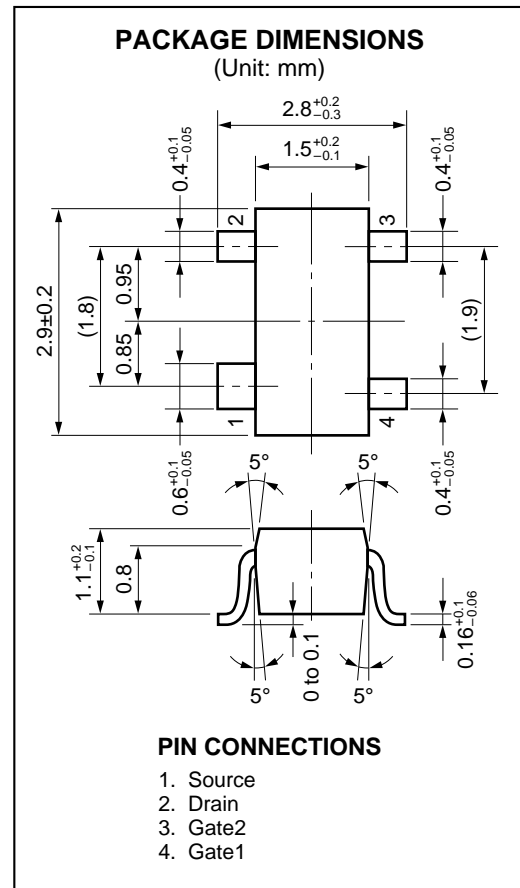 PACKAGE DIMENSIONS
(Unit: mm)
2.8 +0.2 −0.3
1.5 +0.2 −0.1
0.4 +0.1 −0.05
0.4 +0.1 −0.05
2
3
2.9±0.2
(1.8)
0.95
0.85
(1.9)
1
4
0.6 +0.1 −0.05
0.4 +0.1 −0.05
5°
5°
1.1 +0.2 −0.1
0.8
0 to 0.1
0.16 +0.1 −0.06
5°
5°
PIN CONNECTIONS
1. Source
2. Drain
3. Gate2
4. Gate1